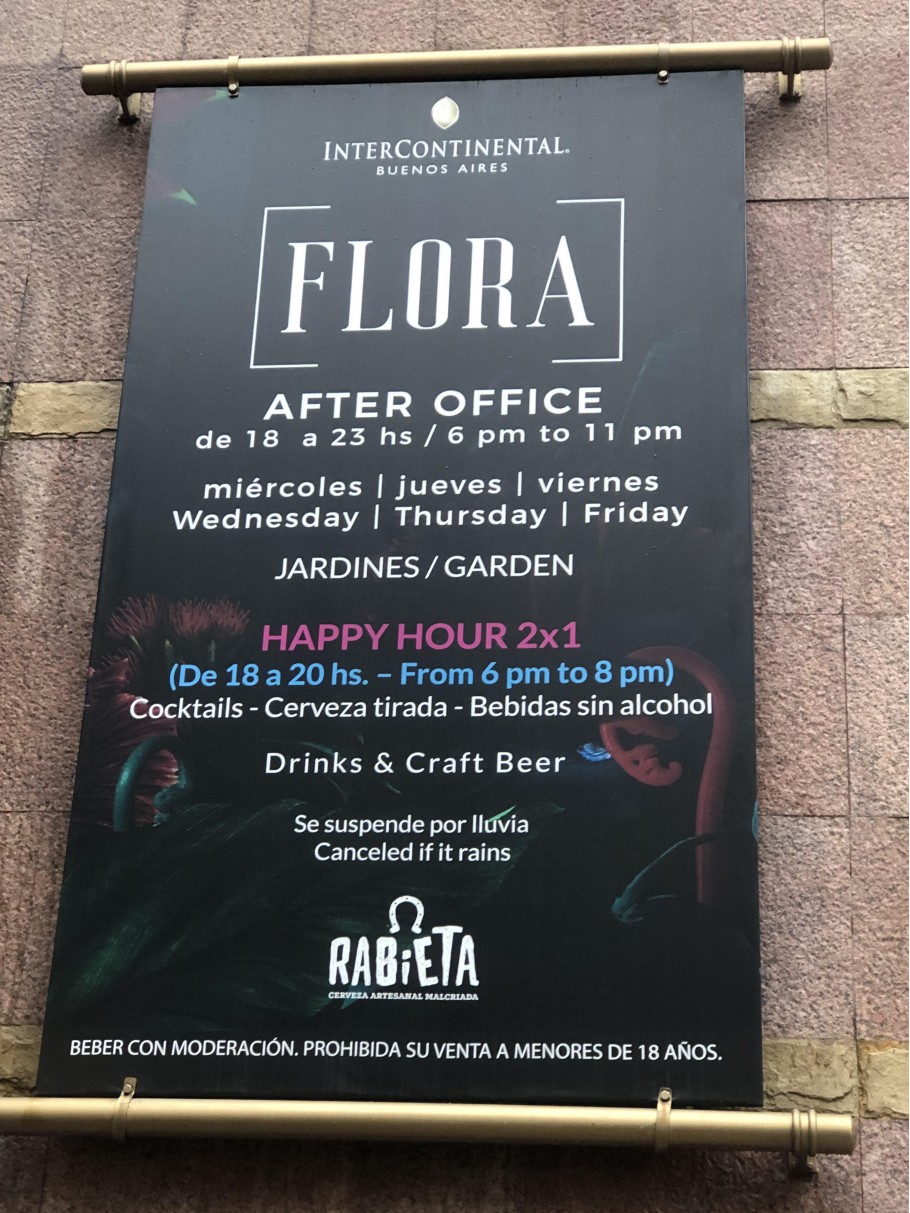 INTERCONTINENTAL.
BUENOS AIRES
FLORA
AFTER OFFICE
de 18 a 23 hs / 6 pm to 11 pm
miércoles | jueves | viernes
Wednesday | Thursday | Friday
JARDINES / GARDEN
HAPPY HOUR 2x1
(De 18 a 20 hs. – From 6 pm to 8 pm)
Cocktails - Cerveza tirada - Bebidas sin alcohol
Drinks & Craft Beer
Se suspende por lluvia
Canceled if it rains
RABiETA
CERVEZA ARTESANAL MALCRIADA
BEBER CON MODERACIÓN. PROHIBIDA SU VENTA A MENORES DE 18 AÑOS.